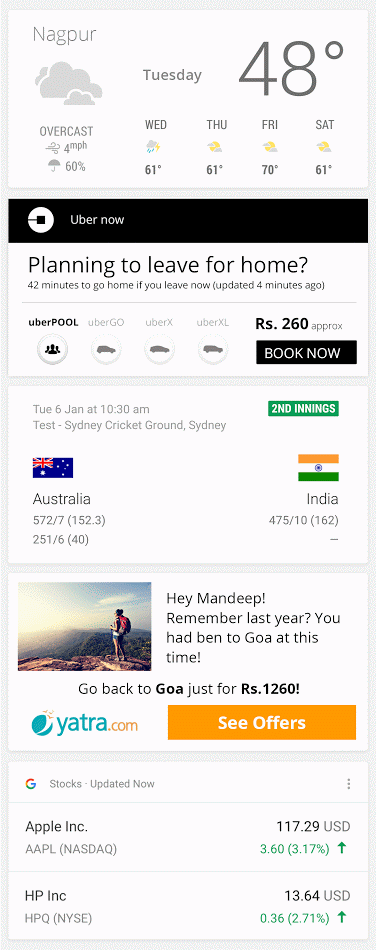 Nagpur
Tuesday
48°
OVERCAST
4mph
60%
WED THU FRI SAT
61° 61° 70° 61°
Uber now
Planning to leave for home?
42 minutes to go home if you leave now (updated 4 minutes ago)
uberPOOL uberGO uberX uberXL
Rs. 260 approx
BOOK NOW
Tue 6 Jan at 10:30 am
2ND INNINGS
Test - Sydney Cricket Ground, Sydney
Australia India
572/7 (152.3) 475/10 (162)
251/6 (40) –
Hey Mandeep!
Remember last year? You
had ben to Goa at this
time!
Go back to Goa just for Rs.1260!
yatra.com
See Offers
G Stocks · Updated Now
Apple Inc. 117.29 USD
AAPL (NASDAQ) 3.60 (3.17%) ↑
HP Inc 13.64 USD
HPQ (NYSE) 0.36 (2.71%) ↑